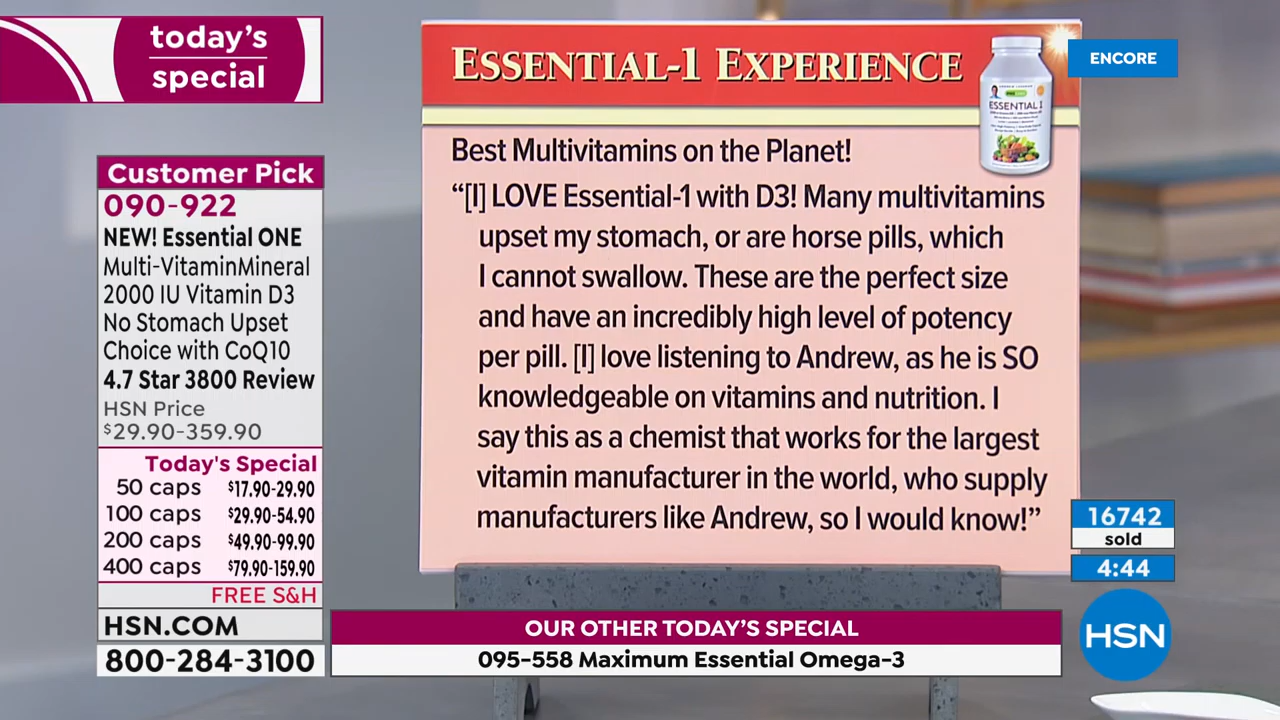 today's
special
Customer Pick
090-922
NEW! Essential ONE
Multi-VitaminMineral
2000 IU Vitamin D3
No Stomach Upset
Choice with CoQ10
4.7 Star 3800 Review
HSN Price
$29.90-359.90
Today's Special
50 caps $17.90-29.90
100 caps $29.90-54.90
200 caps $49.90-99.90
400 caps $79.90-159.90
FREE S&H
HSN.COM
800-284-3100
ESSENTIAL-1 EXPERIENCE
ESSENTIAL 1
Best Multivitamins on the Planet!
“[I] LOVE Essential-1 with D3! Many multivitamins
upset my stomach, or are horse pills, which
I cannot swallow. These are the perfect size
and have an incredibly high level of potency
per pill. [I] love listening to Andrew, as he is SO
knowledgeable on vitamins and nutrition. I
say this as a chemist that works for the largest
vitamin manufacturer in the world, who supply
manufacturers like Andrew, so I would know!”
ENCORE
16742
sold
4:44
HSN
OUR OTHER TODAY'S SPECIAL
095-558 Maximum Essential Omega-3